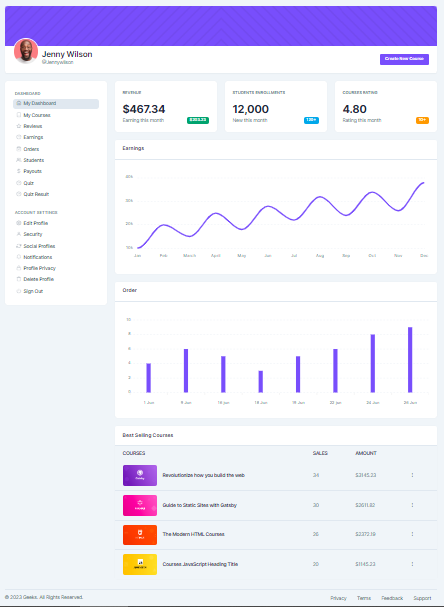 Jenny Wilson
@Jennywilson
Create New Course
DASHBOARD
My Dashboard
My Courses
Reviews
Earnings
Orders
Students
Payouts
Quiz
Quiz Result
ACCOUNT SETTINGS
Edit Profile
Security
Social Profiles
Notifications
Profile Privacy
Delete Profile
Sign Out
REVENUE
$467.34
Earning this month
STUDENTS ENROLLMENTS
12,000
New this month
120+
COURSES RATING
4.80
Rating this month
10+
Earnings
40k
30k
20k
10k
Jan Feb March April May Jun Jul Aug Sep Oct Nov Dec
Order
10
8
6
4
2
0
1 Jun 8 Jun 16 Jun 18 Jun 19 Jun 22 Jun 24 Jun 26 Jun
Best Selling Courses
COURSES SALES AMOUNT
Revolutionize how you build the web 34 $3145.23
Guide to Static Sites with Gatsby 30 $2611.82
The Modern HTML Courses 26 $2372.19
Courses JavaScript Heading Title 20 $1145.23
© 2023 Geeks. All Rights Reserved.
Privacy Terms Feedback Support